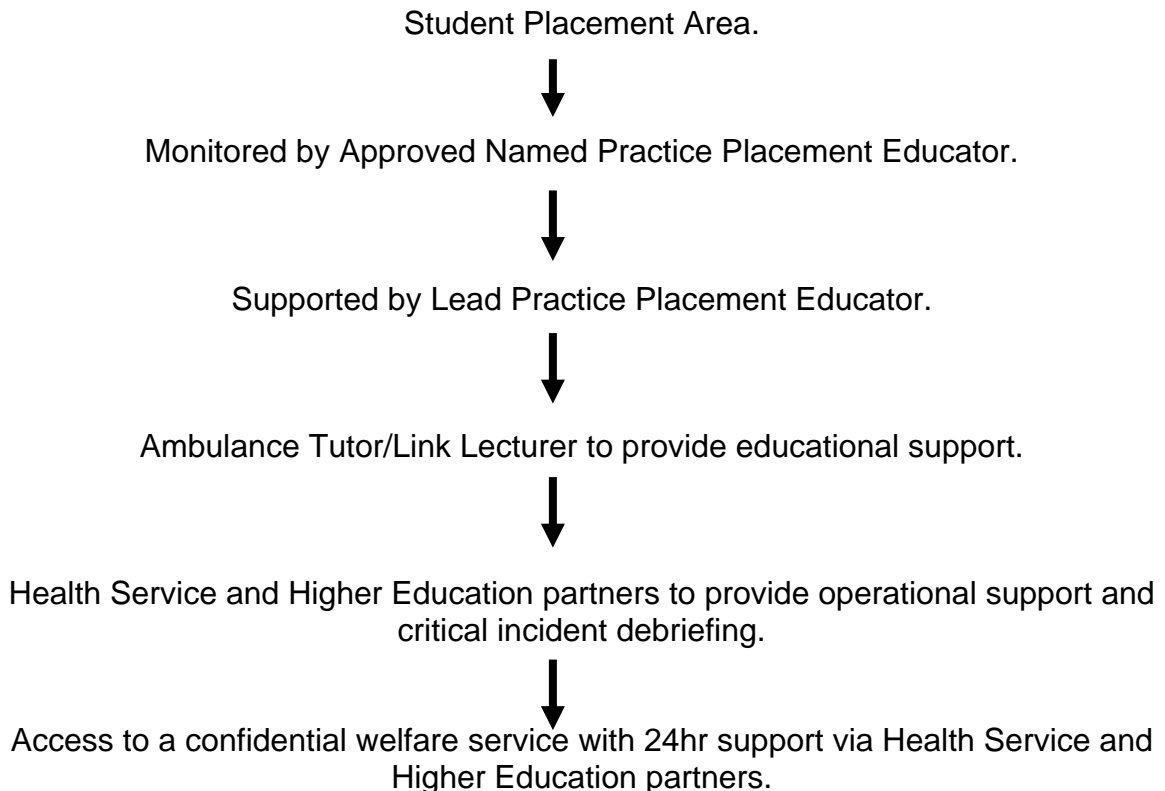 Student Placement Area.
Monitored by Approved Named Practice Placement Educator.
Supported by Lead Practice Placement Educator.
Ambulance Tutor/Link Lecturer to provide educational support.
Health Service and Higher Education partners to provide operational support and
critical incident debriefing.
Access to a confidential welfare service with 24hr support via Health Service and
Higher Education partners.